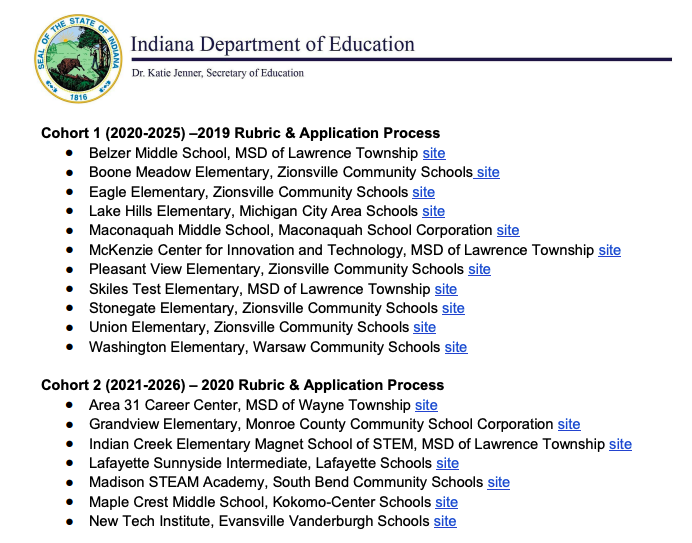 SEAL OF THE STATE OF INDIANA
1816
Indiana Department of Education
Dr. Katie Jenner, Secretary of Education
Cohort 1 (2020-2025) –2019 Rubric & Application Process
● Belzer Middle School, MSD of Lawrence Township site
● Boone Meadow Elementary, Zionsville Community Schools site
● Eagle Elementary, Zionsville Community Schools site
● Lake Hills Elementary, Michigan City Area Schools site
● Maconaquah Middle School, Maconaquah School Corporation site
● McKenzie Center for Innovation and Technology, MSD of Lawrence Township site
● Pleasant View Elementary, Zionsville Community Schools site
● Skiles Test Elementary, MSD of Lawrence Township site
● Stonegate Elementary, Zionsville Community Schools site
● Union Elementary, Zionsville Community Schools site
● Washington Elementary, Warsaw Community Schools site
Cohort 2 (2021-2026) – 2020 Rubric & Application Process
● Area 31 Career Center, MSD of Wayne Township site
● Grandview Elementary, Monroe County Community School Corporation site
● Indian Creek Elementary Magnet School of STEM, MSD of Lawrence Township site
● Lafayette Sunnyside Intermediate, Lafayette Schools site
● Madison STEAM Academy, South Bend Community Schools site
● Maple Crest Middle School, Kokomo-Center Schools site
● New Tech Institute, Evansville Vanderburgh Schools site